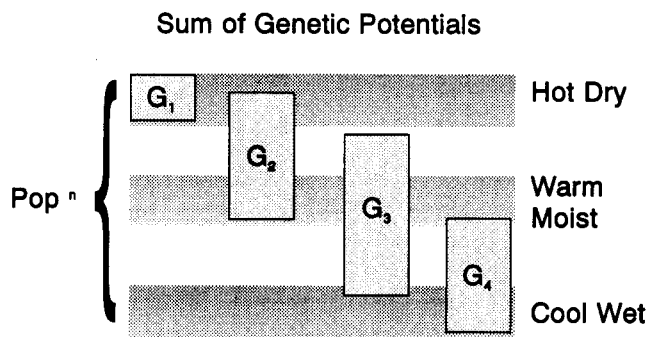 Sum of Genetic Potentials
G₁
Hot Dry
G₂
Pop ⁿ
Warm
Moist
G₃
G₄
Cool Wet